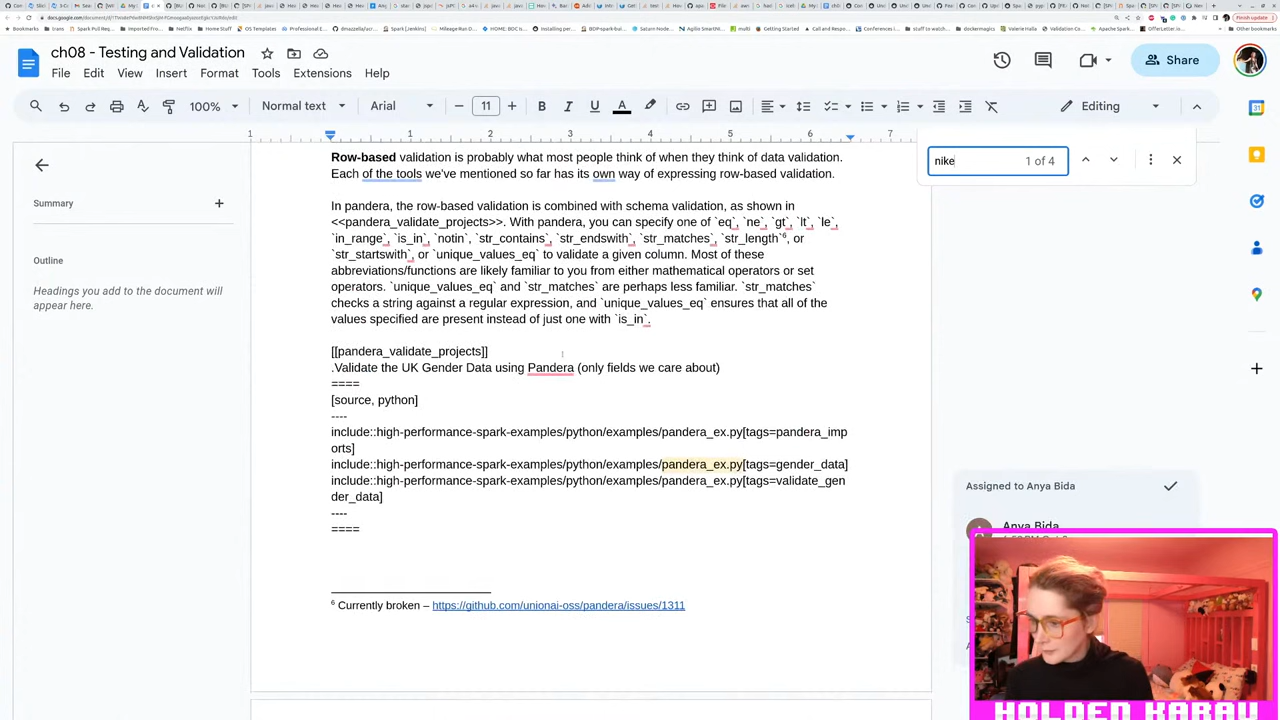 ch08 - Testing and Validation
File Edit View Insert Format Tools Extensions Help
Share
100% Normal text Arial 11 Editing
1 1 2 3 4 5 6 7
nike 1 of 4
Summary
Outline
Headings you add to the document will
appear here.
Row-based validation is probably what most people think of when they think of data validation.
Each of the tools we've mentioned so far has its own way of expressing row-based validation.
In pandera, the row-based validation is combined with schema validation, as shown in
<<pandera_validate_projects>>. With pandera, you can specify one of `eq`, `ne`, `gt`, `lt`, `le`,
`in_range`, `is_in`, `notin`, `str_contains`, `str_endswith`, `str_matches`, `str_length`⁶, or
`str_startswith`, or `unique_values_eq` to validate a given column. Most of these
abbreviations/functions are likely familiar to you from either mathematical operators or set
operators. `unique_values_eq` and `str_matches` are perhaps less familiar. `str_matches`
checks a string against a regular expression, and `unique_values_eq` ensures that all of the
values specified are present instead of just one with `is_in`.
[[pandera_validate_projects]]
.Validate the UK Gender Data using Pandera (only fields we care about)
====
[source, python]
----
include::high-performance-spark-examples/python/examples/pandera_ex.py[tags=pandera_imp
orts]
include::high-performance-spark-examples/python/examples/pandera_ex.py[tags=gender_data]
include::high-performance-spark-examples/python/examples/pandera_ex.py[tags=validate_gen
der_data]
----
====
⁶ Currently broken – https://github.com/unionai-oss/pandera/issues/1311
Assigned to Anya Bida
Anya Bida
HOLDEN KARAU